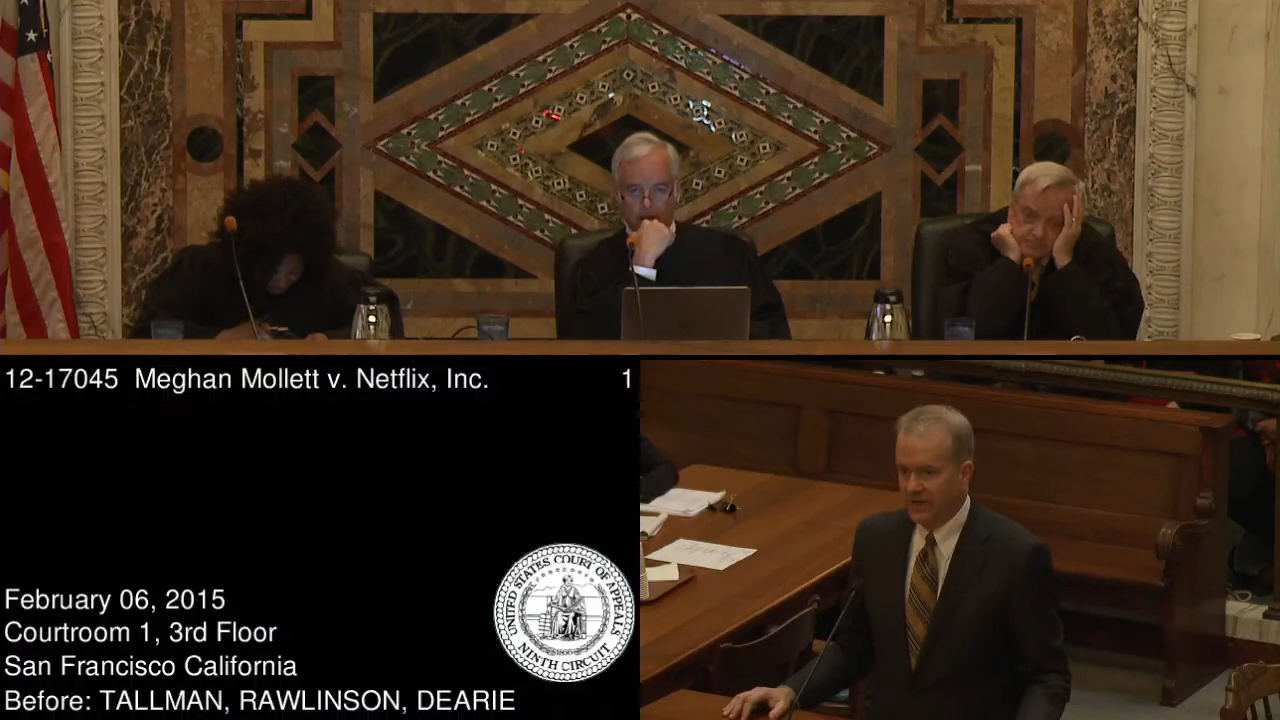 12-17045 Meghan Mollett v. Netflix, Inc. 1
February 06, 2015
Courtroom 1, 3rd Floor
San Francisco California
Before: TALLMAN, RAWLINSON, DEARIE
UNITED STATES COURT OF APPEALS
NINTH CIRCUIT